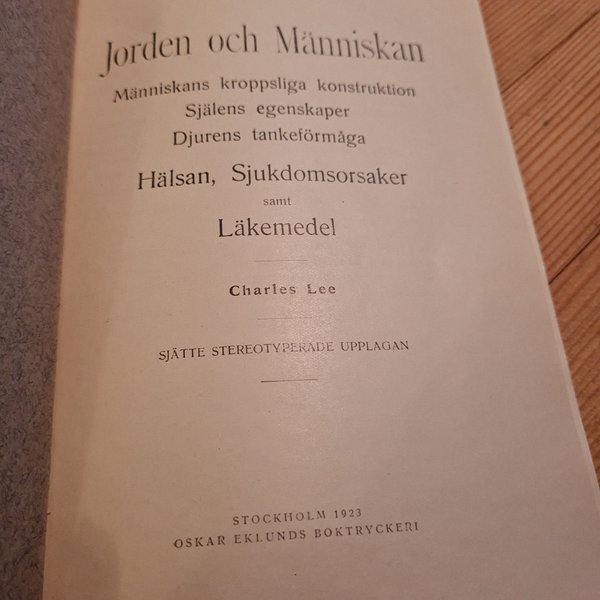 Jorden och Människan
Människans kroppsliga konstruktion
Själens egenskaper
Djurens tankeförmåga
Hälsan, Sjukdomsorsaker
samt
Läkemedel
Charles Lee
SJÄTTE STEREOTYPERADE UPPLAGAN
STOCKHOLM 1923
OSKAR EKLUNDS BOKTRYCKERI